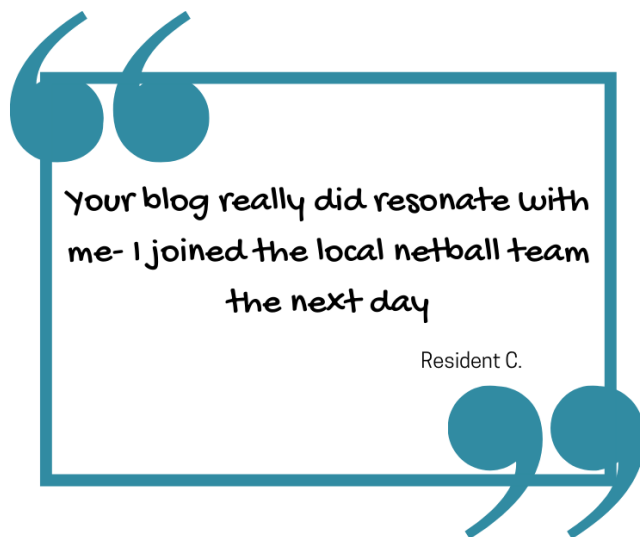 Your blog really did resonate with
me- I joined the local netball team
the next day
Resident C.